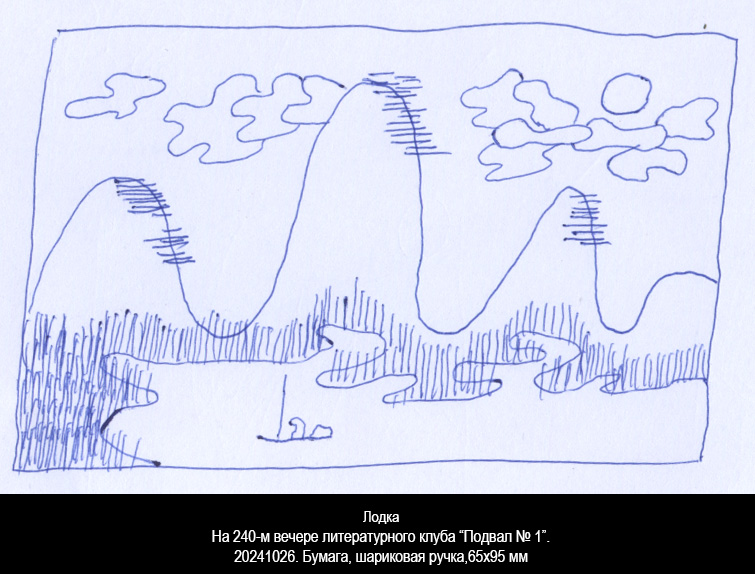 Лодка
На 240-м вечере литературного клуба "Подвал № 1".
20241026. Бумага, шариковая ручка,65х95 мм